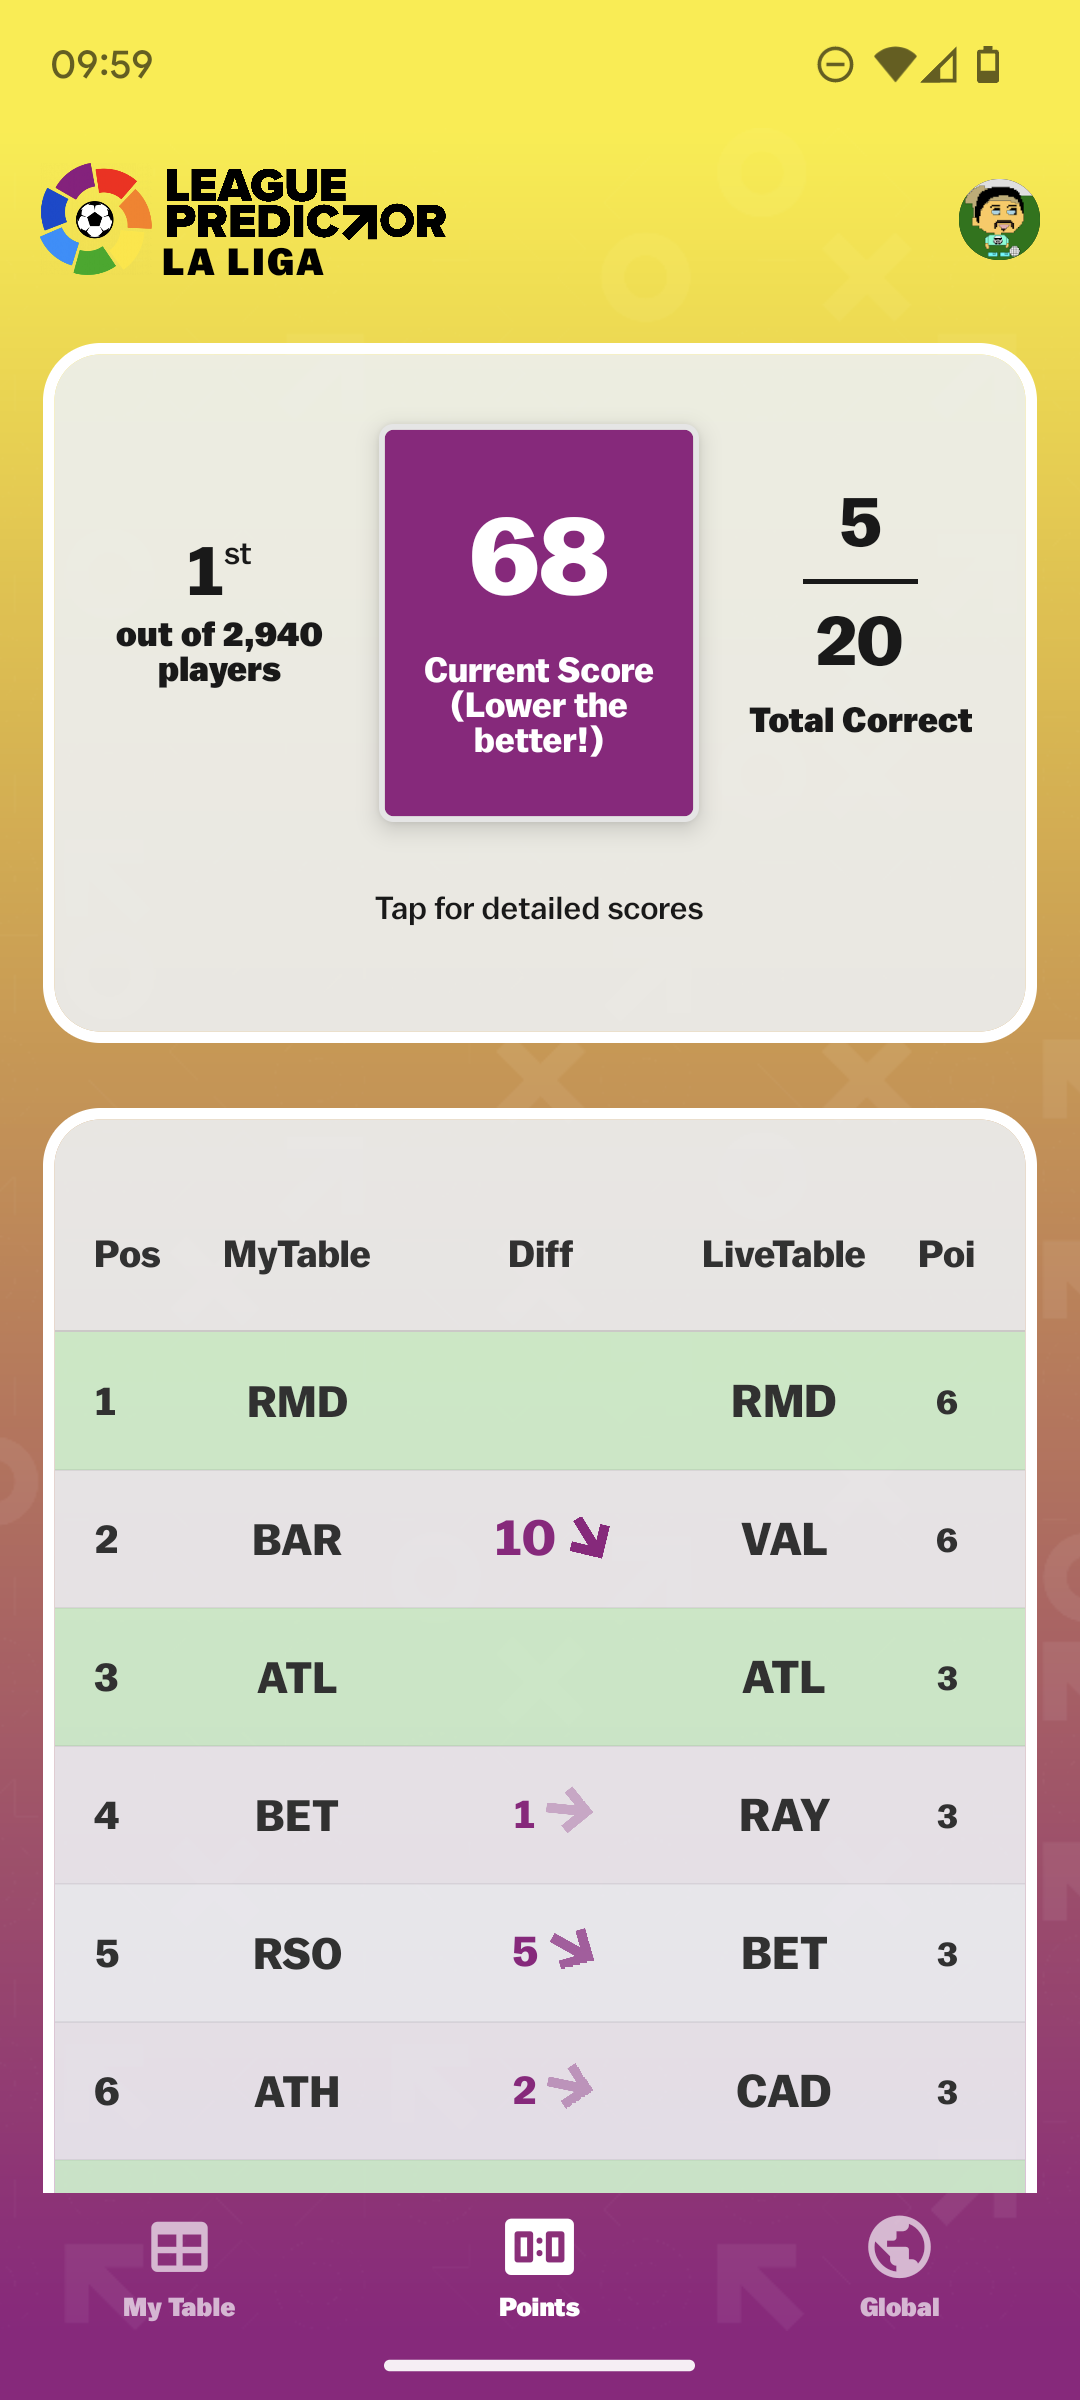 09:59
LEAGUE
PREDICTOR
LA LIGA
1st
out of 2,940
players
68
Current Score
(Lower the
better!)
5
20
Total Correct
Tap for detailed scores
Pos MyTable Diff LiveTable Poi
1 RMD RMD 6
2 BAR 10 VAL 6
3 ATL ATL 3
4 BET 1 RAY 3
5 RSO 5 BET 3
6 ATH 2 CAD 3
0:0
My Table Points Global